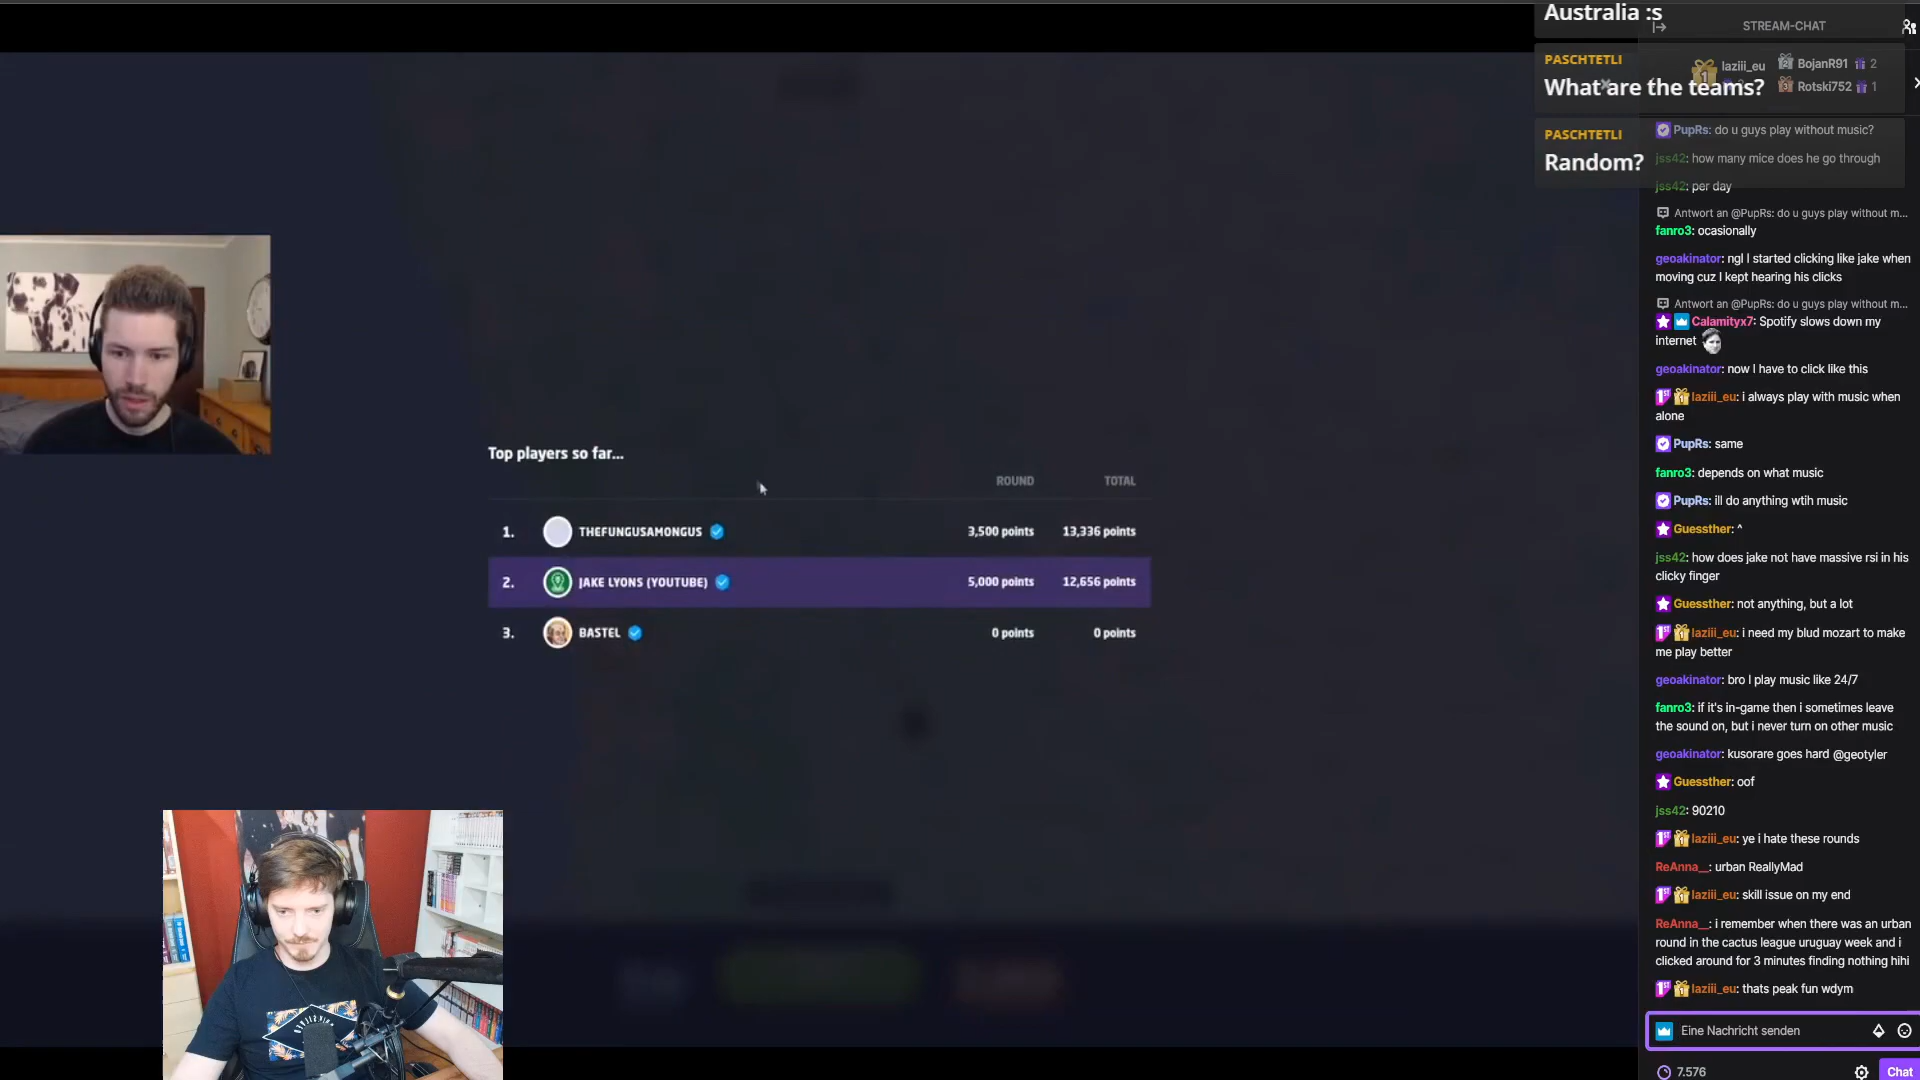 Australia :s
STREAM-CHAT
PASCHTETLI
What are the teams?
laziii_eu
BojanR91 2
Rotski752 1
PASCHTETLI
Random?
PupRs: do u guys play without music?
jss42: how many mice does he go through
jss42: per day
Antwort an @PupRs: do u guys play without m...
fanro3: ocasionally
geoakinator: ngl I started clicking like jake when
moving cuz I kept hearing his clicks
Antwort an @PupRs: do u guys play without m...
Calamityx7: Spotify slows down my
internet
geoakinator: now I have to click like this
laziii_eu: i always play with music when
alone
PupRs: same
fanro3: depends on what music
PupRs: ill do anything wtih music
Guessther: ^
jss42: how does jake not have massive rsi in his
clicky finger
Guessther: not anything, but a lot
laziii_eu: i need my blud mozart to make
me play better
geoakinator: bro I play music like 24/7
fanro3: if it's in-game then i sometimes leave
the sound on, but i never turn on other music
geoakinator: kusorare goes hard @geotyler
Guessther: oof
jss42: 90210
laziii_eu: ye i hate these rounds
ReAnna__: urban ReallyMad
laziii_eu: skill issue on my end
ReAnna__: i remember when there was an urban
round in the cactus league uruguay week and i
clicked around for 3 minutes finding nothing hihi
laziii_eu: thats peak fun wdym
Eine Nachricht senden
7.576
Chat
Top players so far...
ROUND TOTAL
1. THEFUNGUSAMONGUS 3,500 points 13,336 points
2. JAKE LYONS (YOUTUBE) 5,000 points 12,656 points
3. BASTEL 0 points 0 points